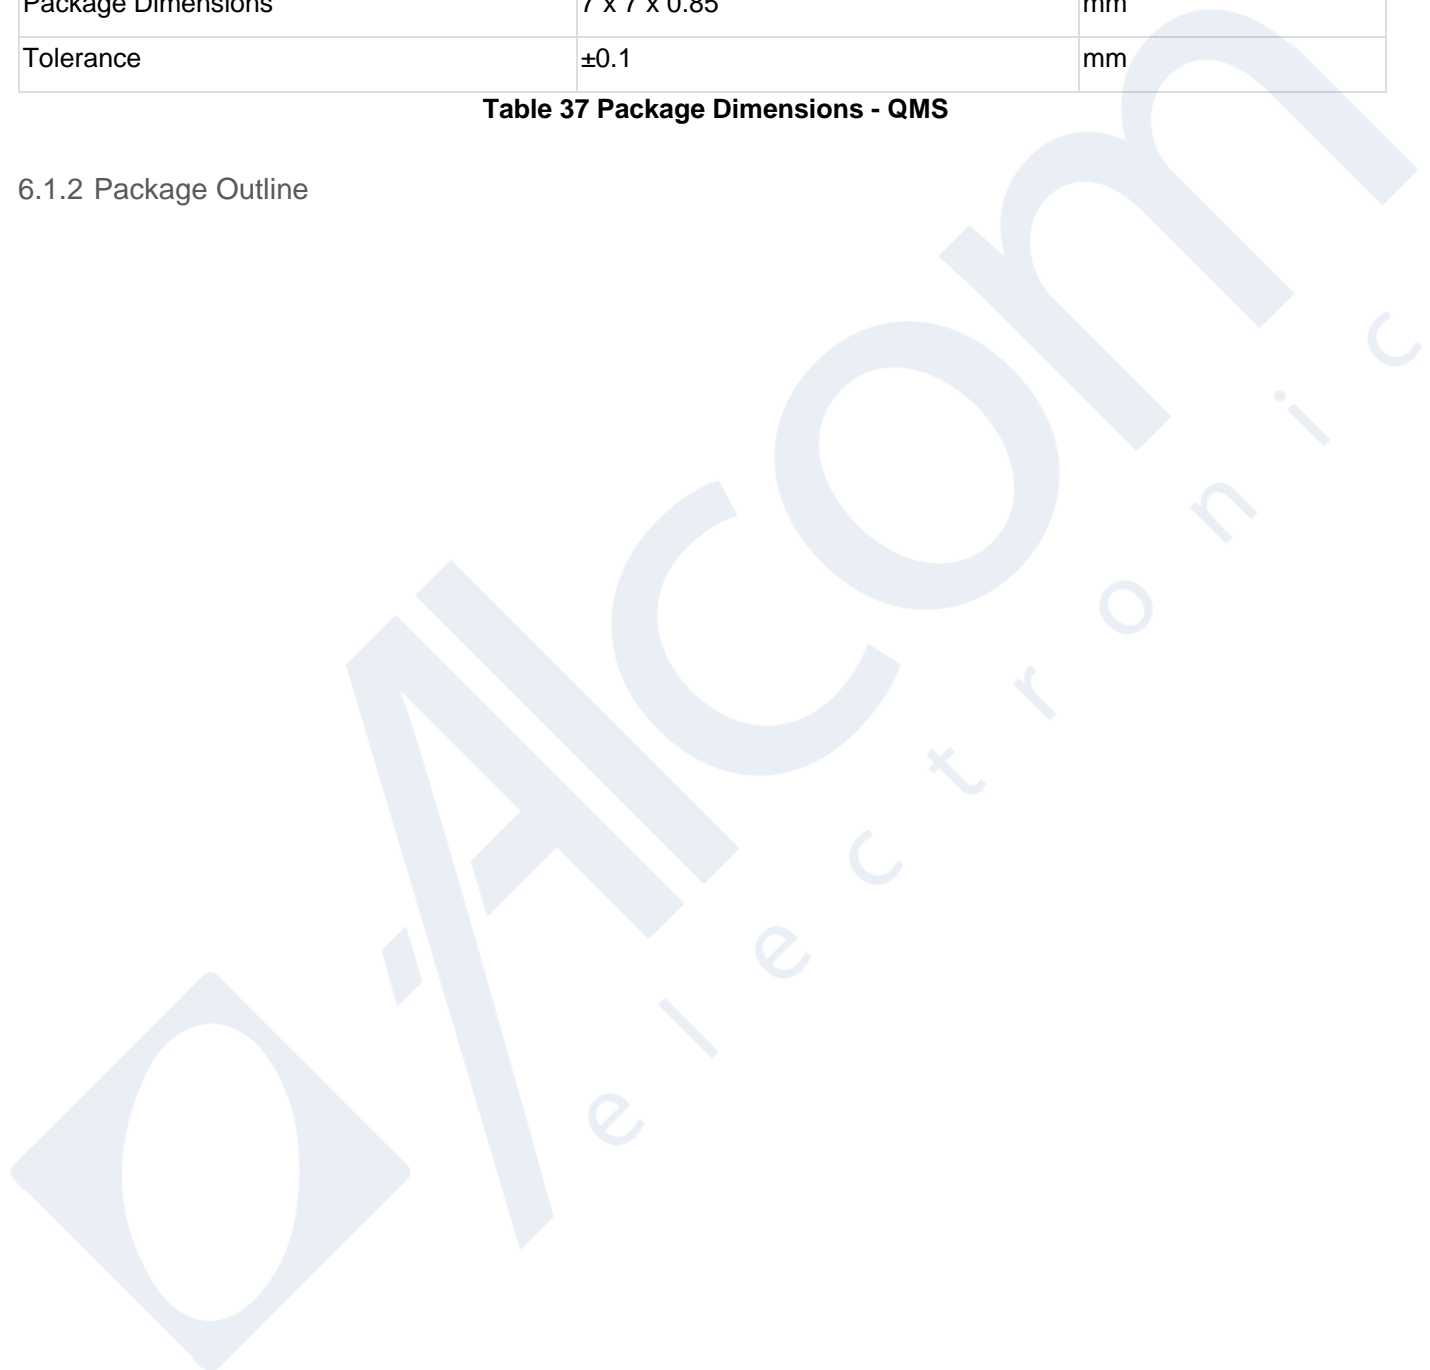 Package Dimensions 7 x 7 x 0.85 mm
Tolerance ±0.1 mm
Table 37 Package Dimensions - QMS
6.1.2 Package Outline
Alcom
electronic